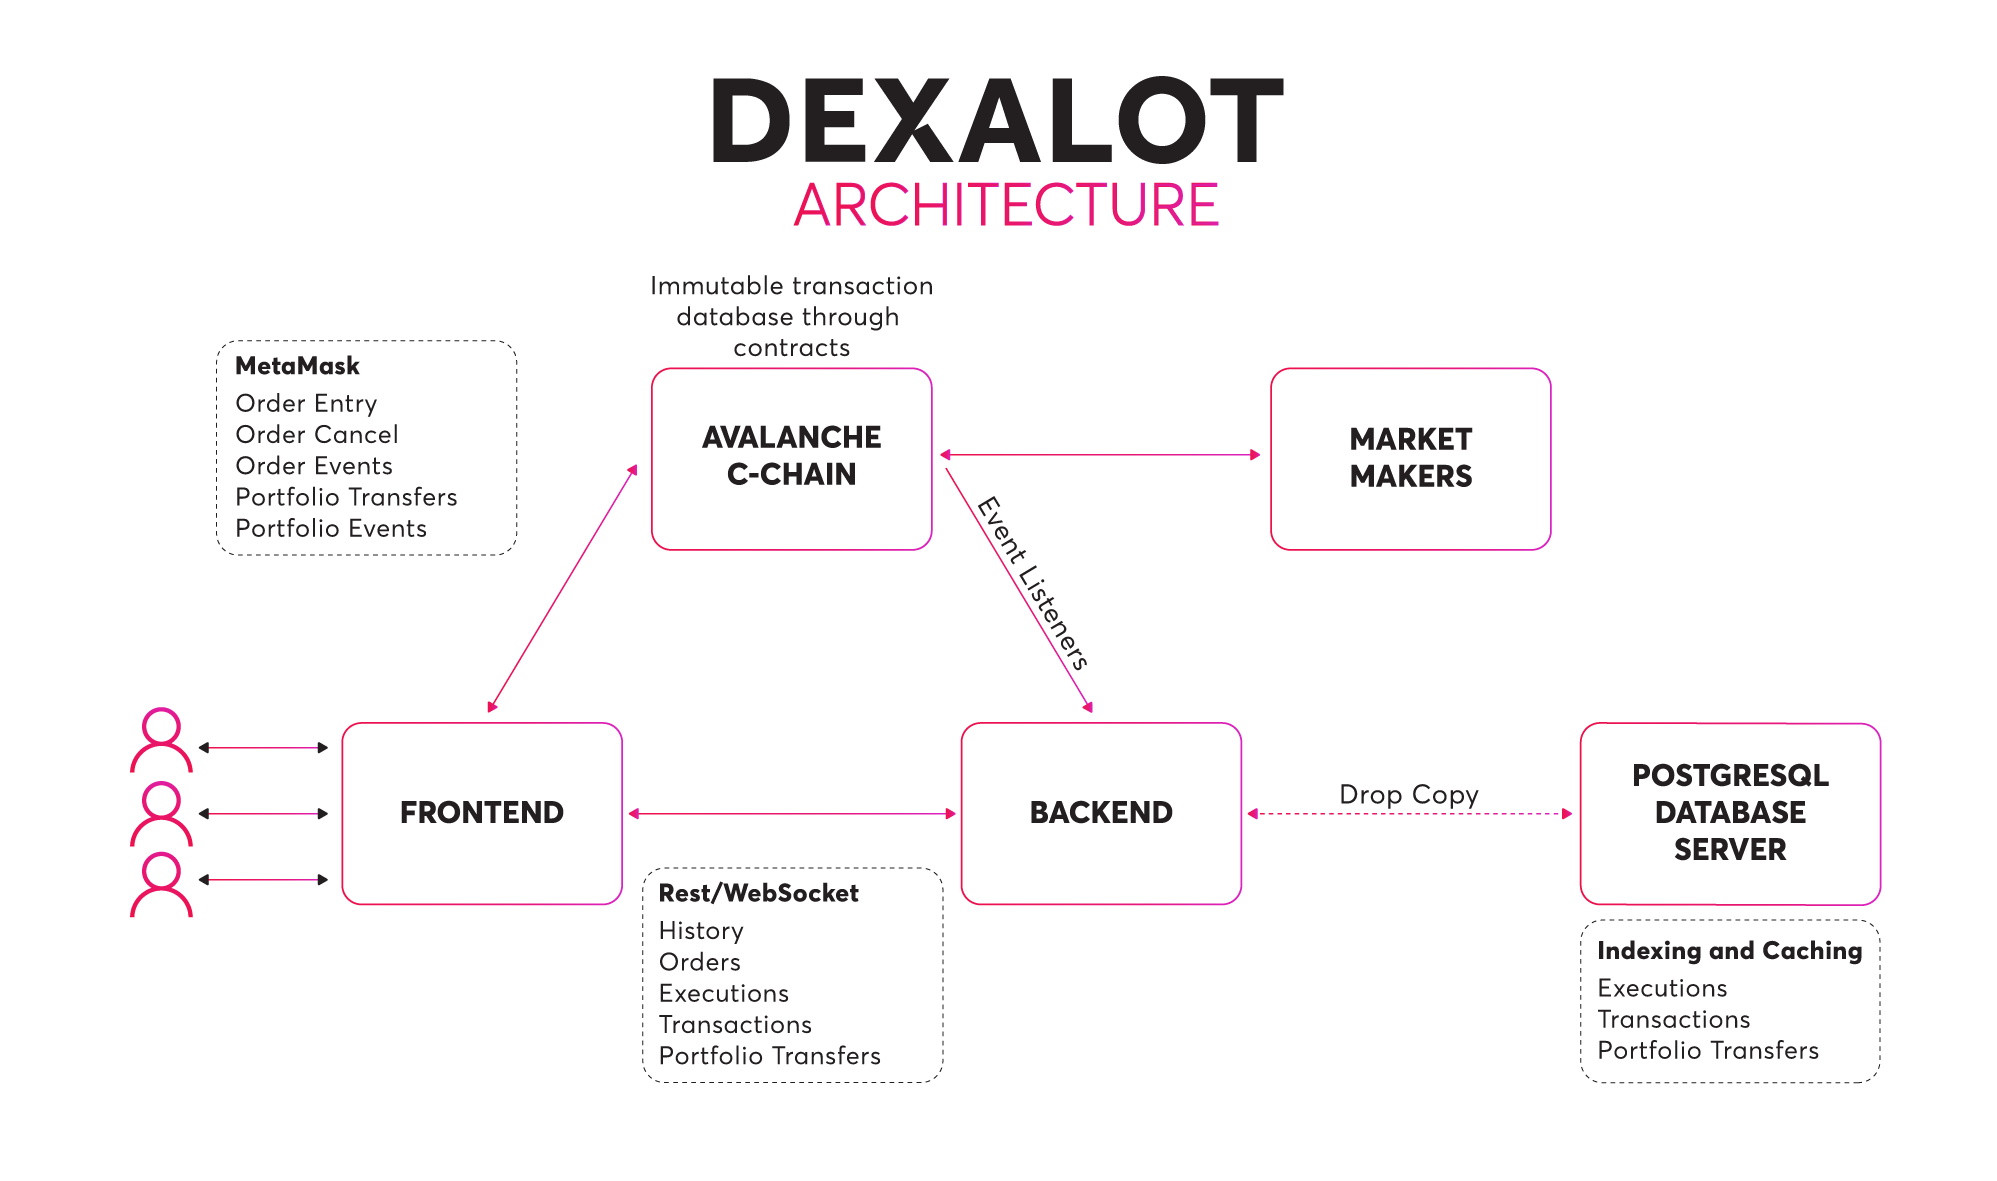 DEXALOT
ARCHITECTURE
Immutable transaction
database through
contracts
MetaMask
Order Entry
Order Cancel
Order Events
Portfolio Transfers
Portfolio Events
AVALANCHE
C-CHAIN
MARKET
MAKERS
Event Listeners
FRONTEND
BACKEND
Drop Copy
POSTGRESQL
DATABASE
SERVER
Rest/WebSocket
History
Orders
Executions
Transactions
Portfolio Transfers
Indexing and Caching
Executions
Transactions
Portfolio Transfers